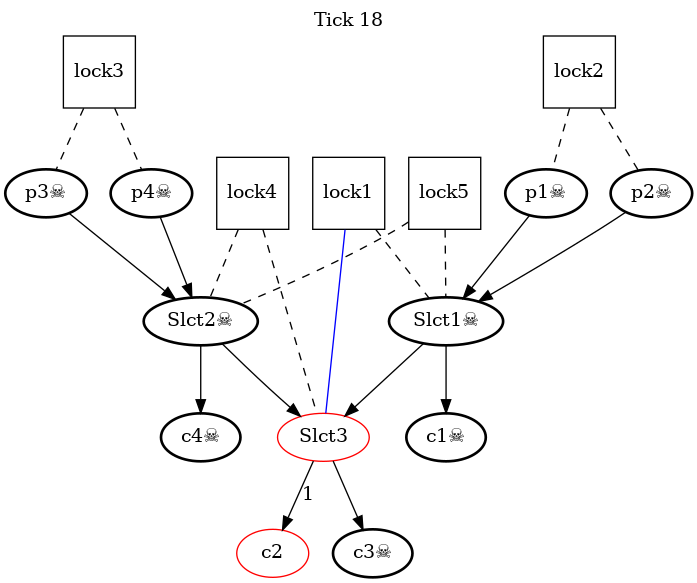 Tick 18
lock3
lock2
p3☠
p4☠
lock4
lock1
lock5
p1☠
p2☠
Slct2☠
Slct1☠
c4☠
Slct3
c1☠
1
c2
c3☠